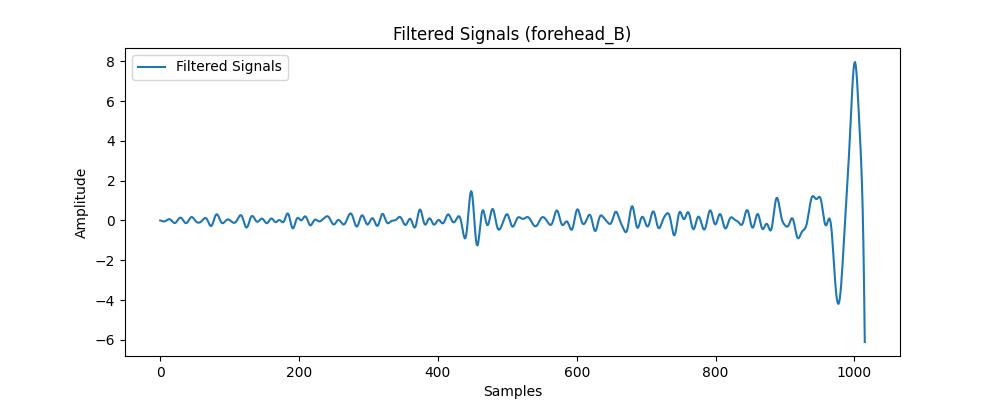 Filtered Signals (forehead_B)
Filtered Signals
8
6
4
2
0
−2
−4
−6
Amplitude
0 200 400 600 800 1000
Samples